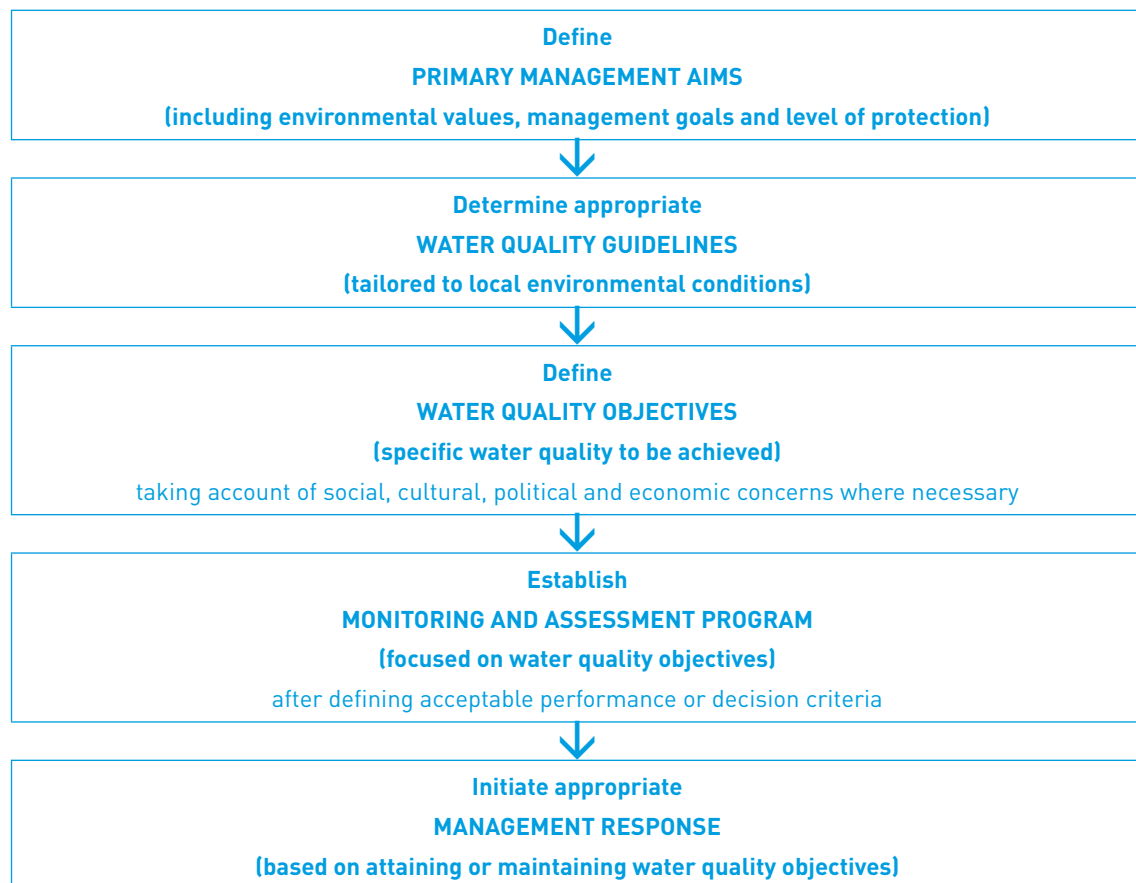 Define
PRIMARY MANAGEMENT AIMS
(including environmental values, management goals and level of protection)
Determine appropriate
WATER QUALITY GUIDELINES
(tailored to local environmental conditions)
Define
WATER QUALITY OBJECTIVES
(specific water quality to be achieved)
taking account of social, cultural, political and economic concerns where necessary
Establish
MONITORING AND ASSESSMENT PROGRAM
(focused on water quality objectives)
after defining acceptable performance or decision criteria
Initiate appropriate
MANAGEMENT RESPONSE
(based on attaining or maintaining water quality objectives)